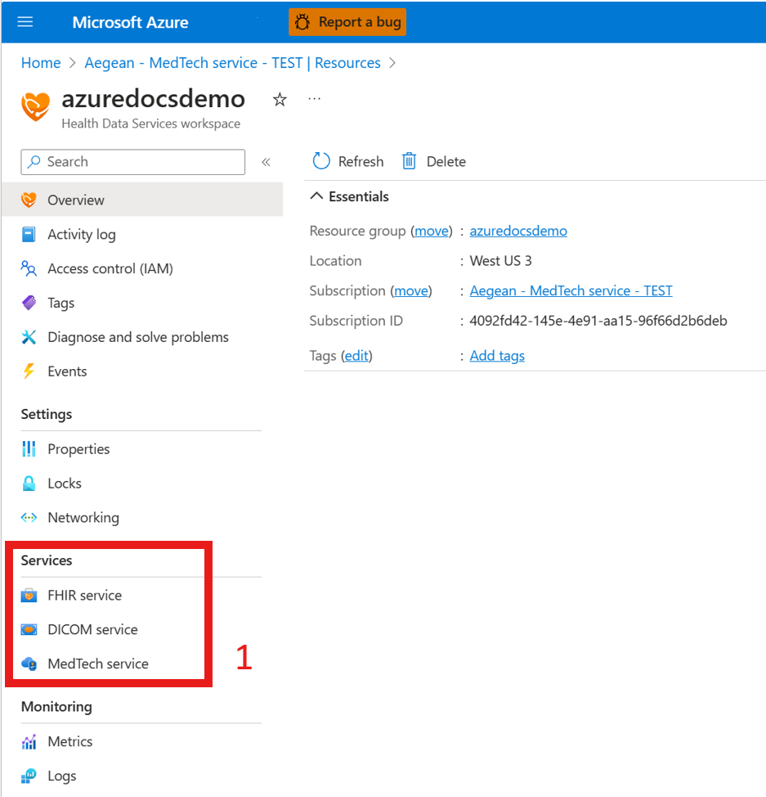 Microsoft Azure
Report a bug
Home > Aegean - MedTech service - TEST | Resources >
azuredocsdemo
Health Data Services workspace
Search
Refresh
Delete
Overview
Activity log
Access control (IAM)
Tags
Diagnose and solve problems
Events
Settings
Properties
Locks
Networking
Services
FHIR service
DICOM service
MedTech service
1
Monitoring
Metrics
Logs
Essentials
Resource group (move) : azuredocsdemo
Location : West US 3
Subscription (move) : Aegean - MedTech service - TEST
Subscription ID : 4092fd42-145e-4e91-aa15-96f66d2b6deb
Tags (edit) : Add tags